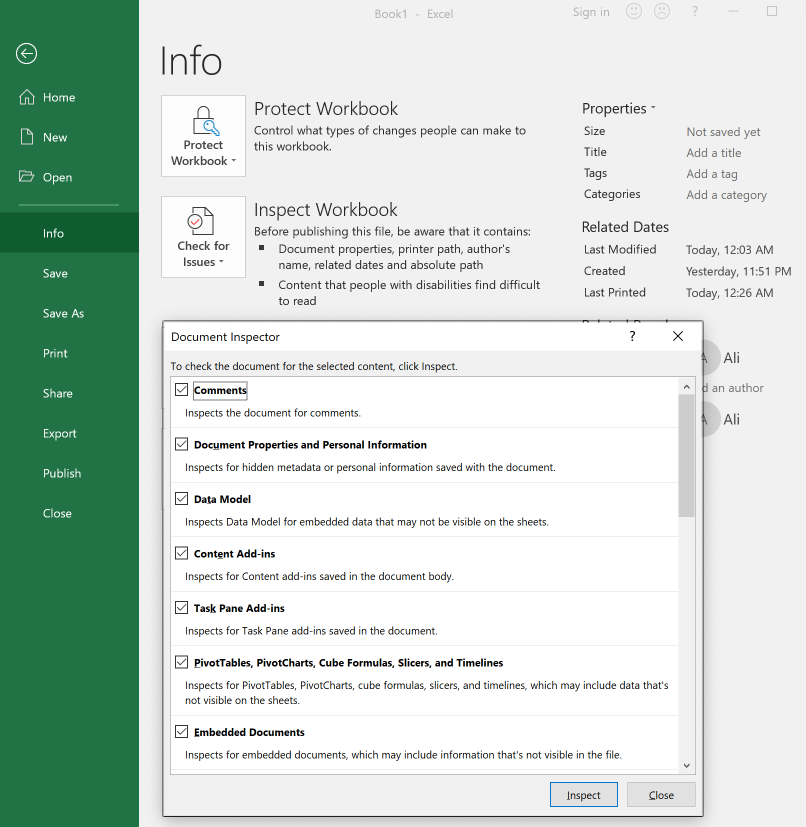 Book1 - Excel
Sign in
?
Info
Home
New
Open
Info
Save
Save As
Print
Share
Export
Publish
Close
Protect Workbook
Protect Workbook
Control what types of changes people can make to
this workbook.
Check for Issues
Inspect Workbook
Before publishing this file, be aware that it contains:
Document properties, printer path, author's
name, related dates and absolute path
Content that people with disabilities find difficult
to read
Properties
Size Not saved yet
Title Add a title
Tags Add a tag
Categories Add a category
Related Dates
Last Modified Today, 12:03 AM
Created Yesterday, 11:51 PM
Last Printed Today, 12:26 AM
A Ali
an author
A Ali
Document Inspector ?
To check the document for the selected content, click Inspect.
Comments
Inspects the document for comments.
Document Properties and Personal Information
Inspects for hidden metadata or personal information saved with the document.
Data Model
Inspects Data Model for embedded data that may not be visible on the sheets.
Content Add-ins
Inspects for Content add-ins saved in the document body.
Task Pane Add-ins
Inspects for Task Pane add-ins saved in the document.
PivotTables, PivotCharts, Cube Formulas, Slicers, and Timelines
Inspects for PivotTables, PivotCharts, cube formulas, slicers, and timelines, which may include data that's
not visible on the sheets.
Embedded Documents
Inspects for embedded documents, which may include information that's not visible in the file.
Inspect Close